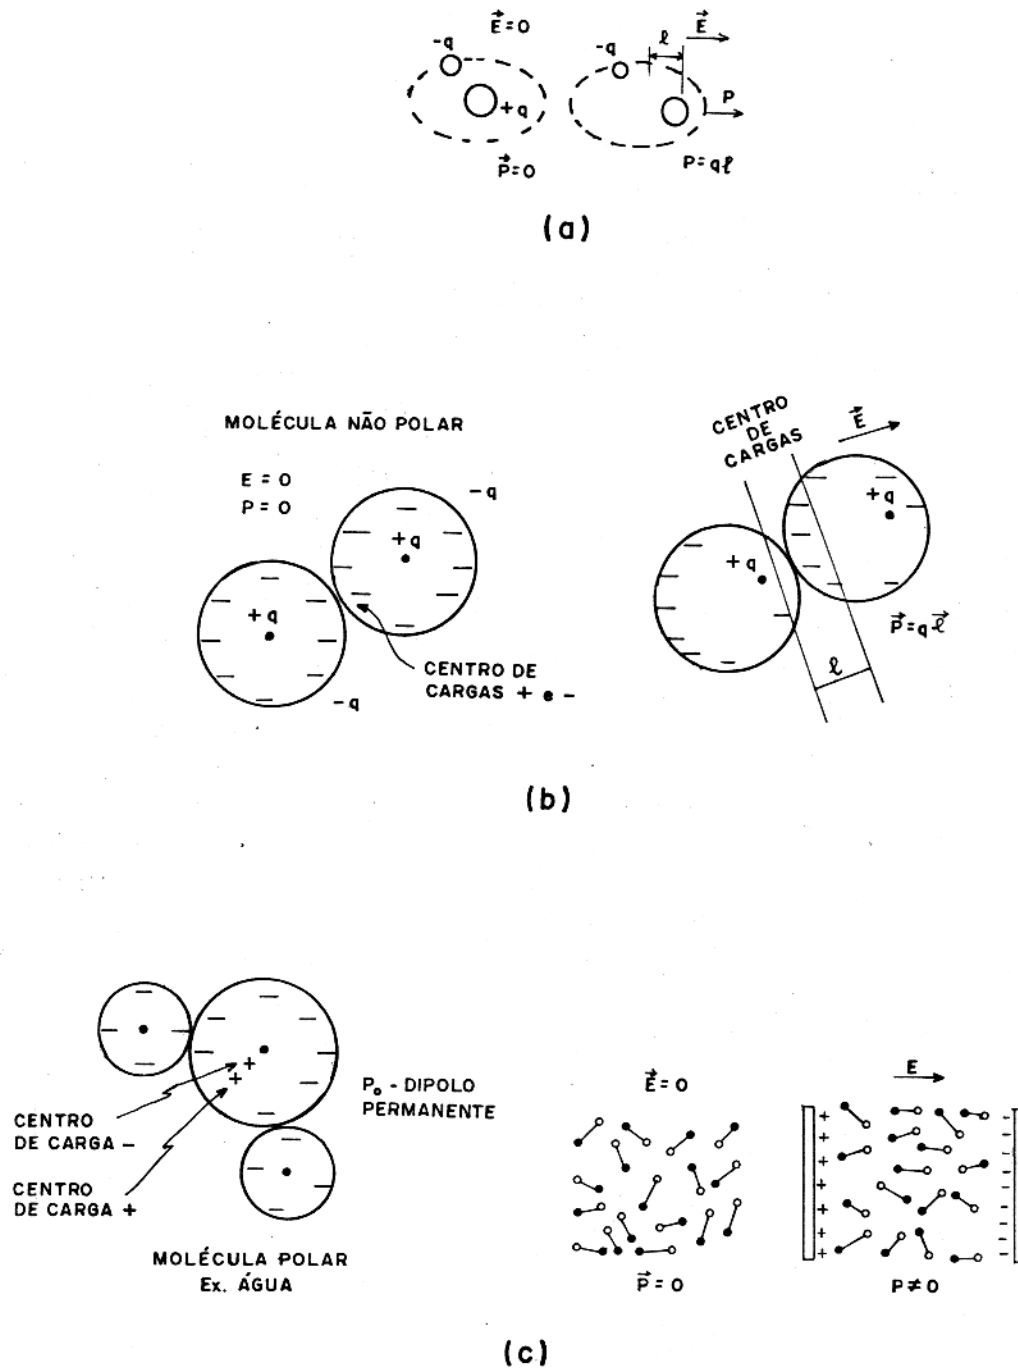 E⃗=0
-q
+q
P⃗=0
-q
ℓ
E⃗
P
P=qℓ
(a)
MOLÉCULA NÃO POLAR
E = 0
P = 0
-q
+q
+q
-q
CENTRO DE
CARGAS + e -
CENTRO
DE
CARGAS
E⃗
+q
+q
P⃗=qℓ⃗
ℓ
(b)
+
+
CENTRO
DE CARGA -
CENTRO
DE CARGA +
P₀ - DIPOLO
PERMANENTE
MOLÉCULA POLAR
Ex. ÁGUA
E⃗=0
P⃗=0
E
P≠0
(c)